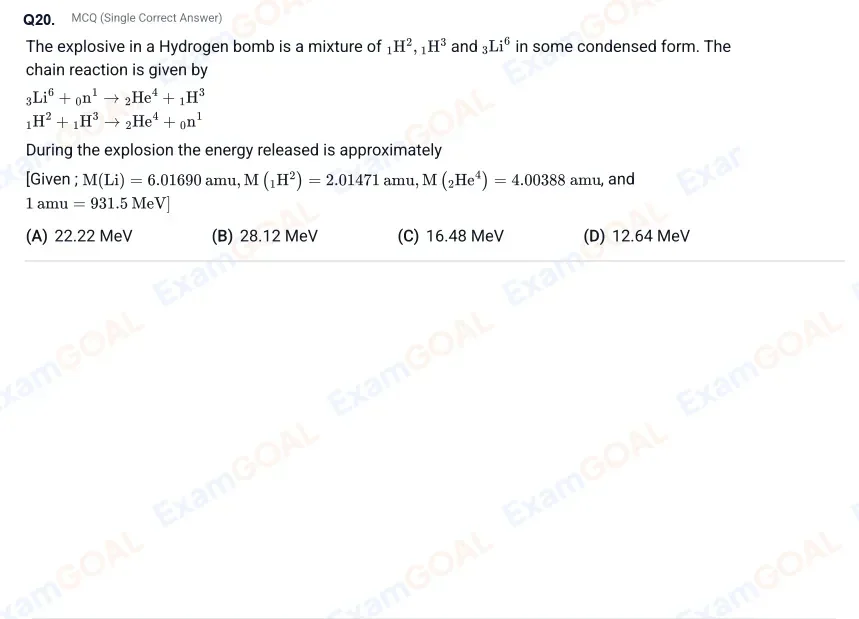 Q20. MCQ (Single Correct Answer)
The explosive in a Hydrogen bomb is a mixture of ₁H², ₁H³ and ₃Li⁶ in some condensed form. The
chain reaction is given by
₃Li⁶ + ₀n¹ → ₂He⁴ + ₁H³
₁H² + ₁H³ → ₂He⁴ + ₀n¹
During the explosion the energy released is approximately
[Given ; M(Li) = 6.01690 amu, M (₁H²) = 2.01471 amu, M (₂He⁴) = 4.00388 amu, and
1 amu = 931.5 MeV]
(A) 22.22 MeV (B) 28.12 MeV (C) 16.48 MeV (D) 12.64 MeV
ExamGOAL